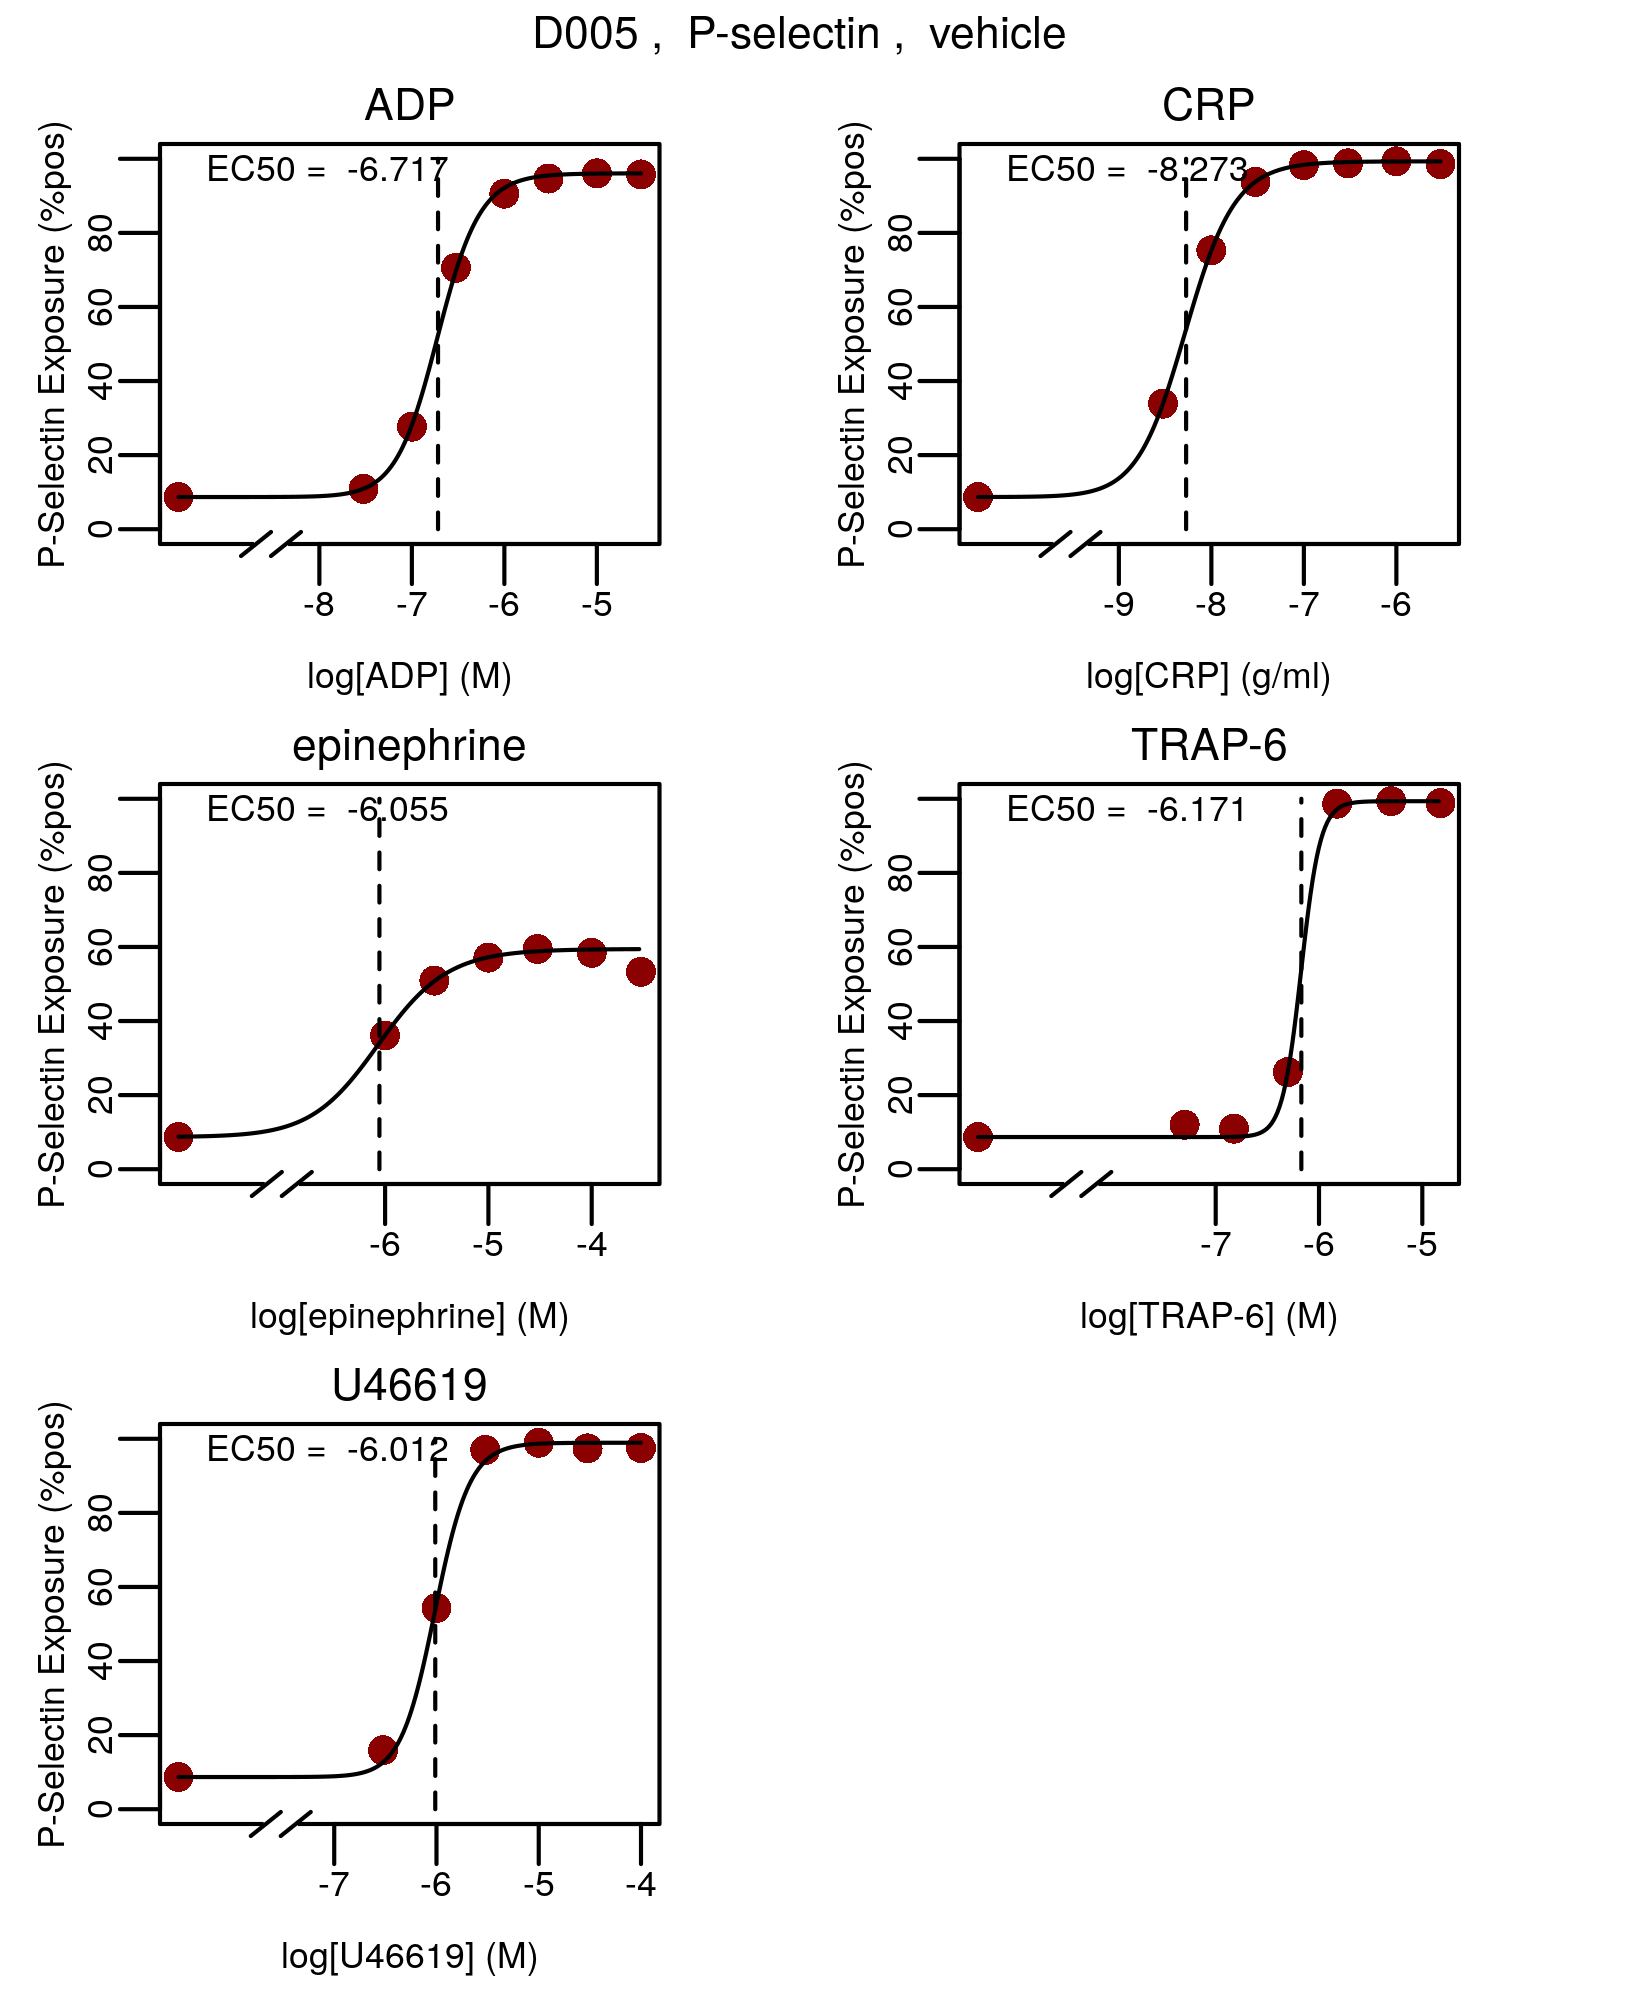 D005 , P-selectin , vehicle
ADP
EC50 = -6.717
P-Selectin Exposure (%pos)
0 20 40 60 80
-8 -7 -6 -5
log[ADP] (M)
CRP
EC50 = -8.273
P-Selectin Exposure (%pos)
0 20 40 60 80
-9 -8 -7 -6
log[CRP] (g/ml)
epinephrine
EC50 = -6.055
P-Selectin Exposure (%pos)
0 20 40 60 80
-6 -5 -4
log[epinephrine] (M)
TRAP-6
EC50 = -6.171
P-Selectin Exposure (%pos)
0 20 40 60 80
-7 -6 -5
log[TRAP-6] (M)
U46619
EC50 = -6.012
P-Selectin Exposure (%pos)
0 20 40 60 80
-7 -6 -5 -4
log[U46619] (M)